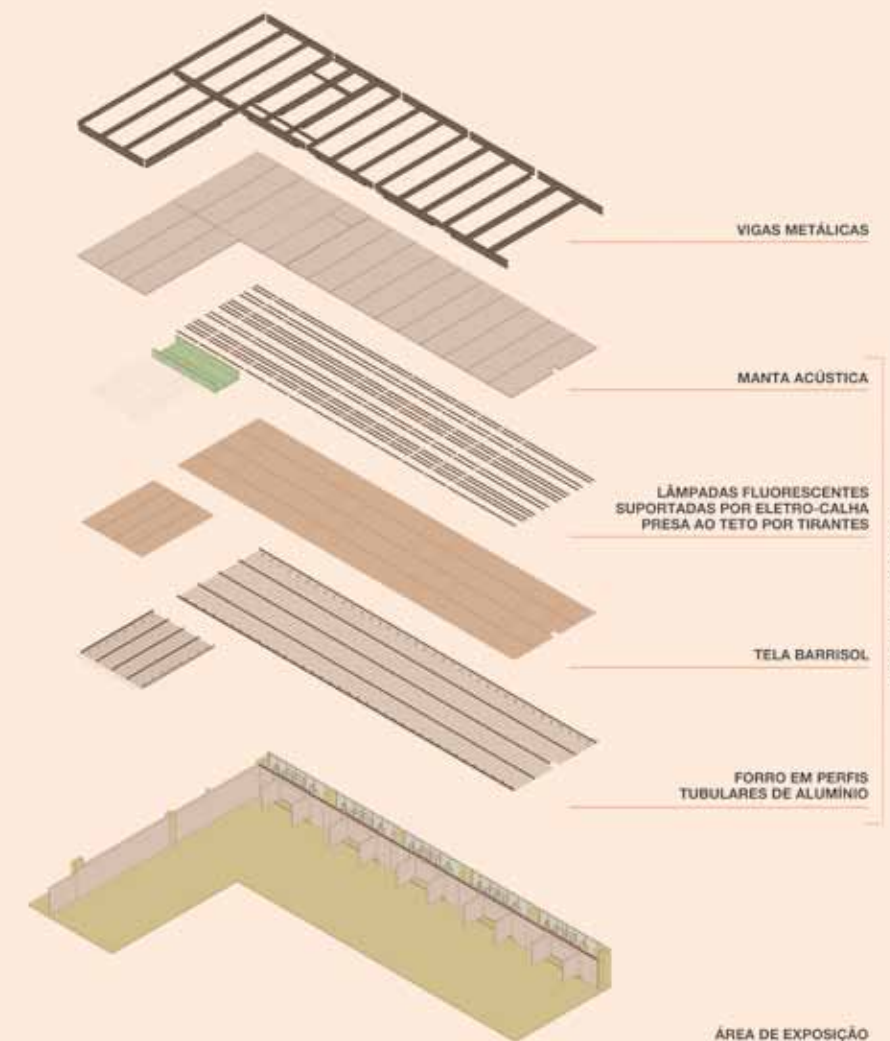 VIGAS METÁLICAS
MANTA ACÚSTICA
LÂMPADAS FLUORESCENTES
SUPORTADAS POR ELETRO-CALHA
PRESA AO TETO POR TIRANTES
TELA BARRISOL
FORRO EM PERFIS
TUBULARES DE ALUMÍNIO
ÁREA DE EXPOSIÇÃO